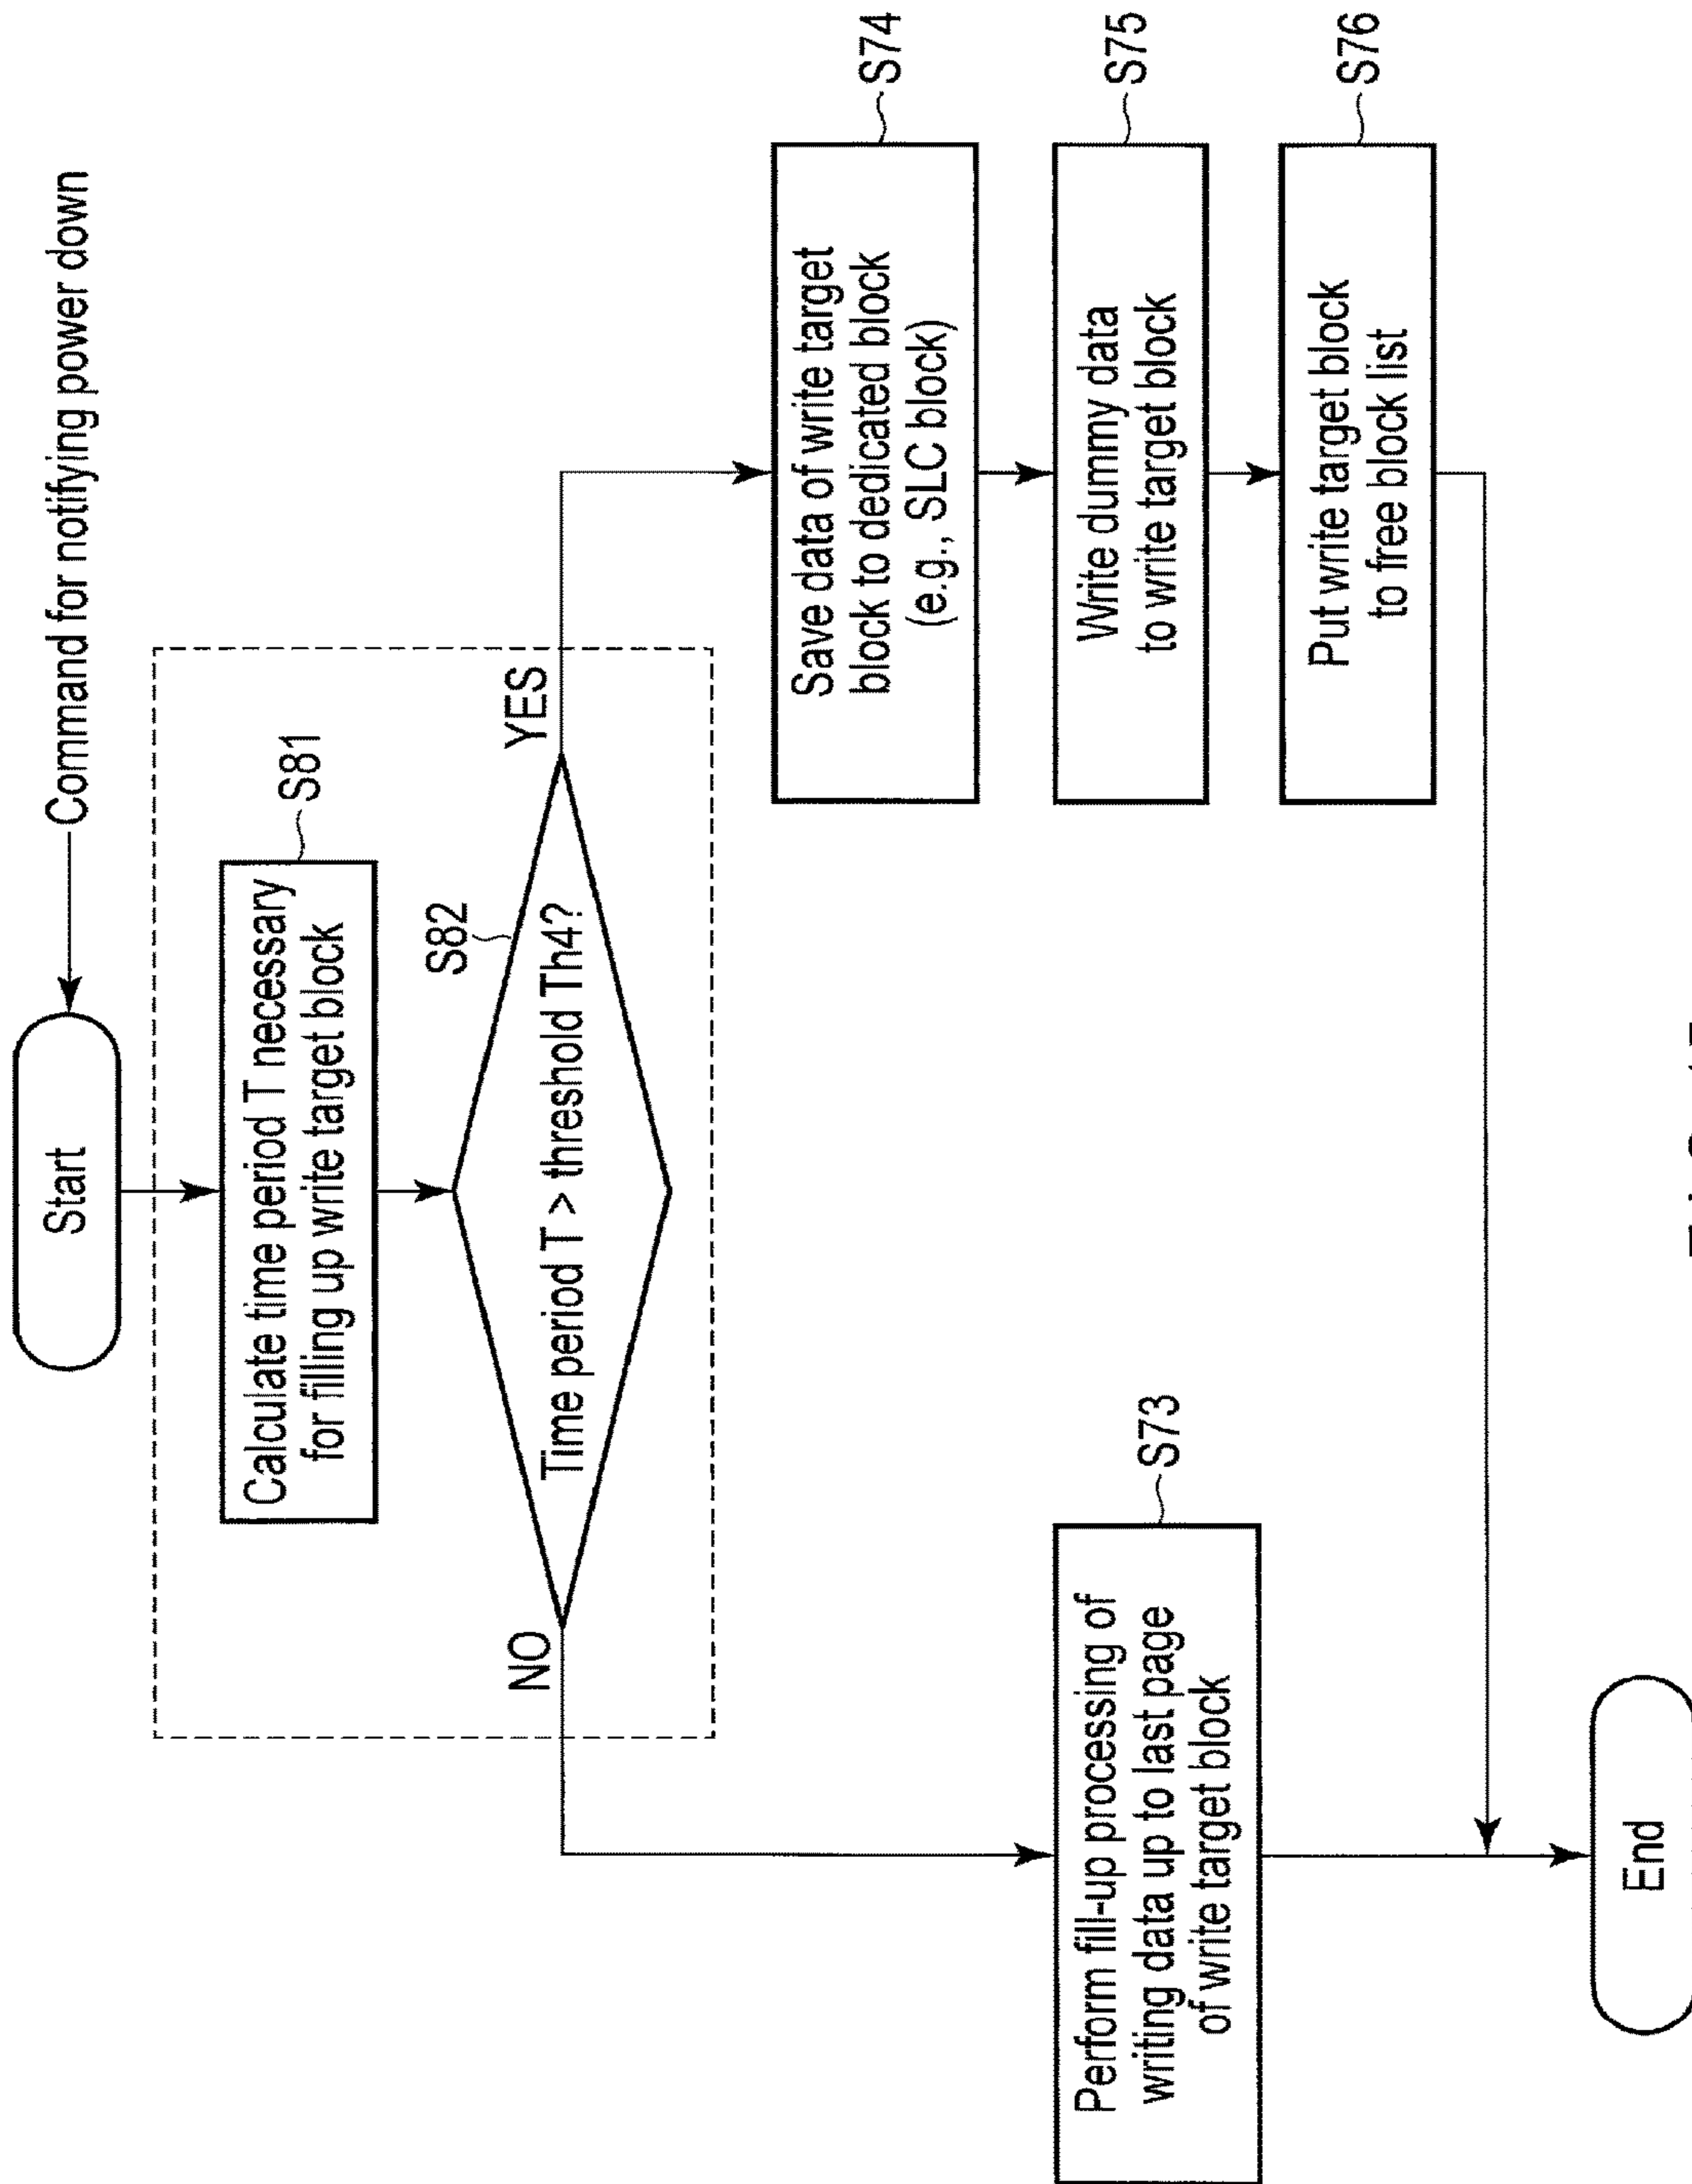 Start
Command for notifying power down
Calculate time period T necessary
for filling up write target block
S81
S82
Time period T > threshold Th4?
NO
YES
Save data of write target
block to dedicated block
(e.g., SLC block)
S74
Write dummy data
to write target block
S75
Put write target block
to free block list
S76
Perform fill-up processing of
writing data up to last page
of write target block
S73
End